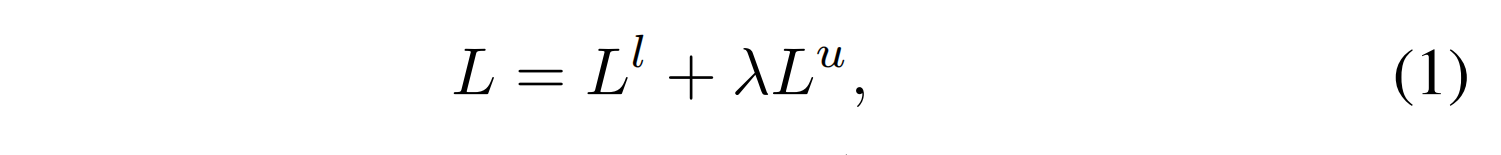 L = L^l + λL^u, (1)